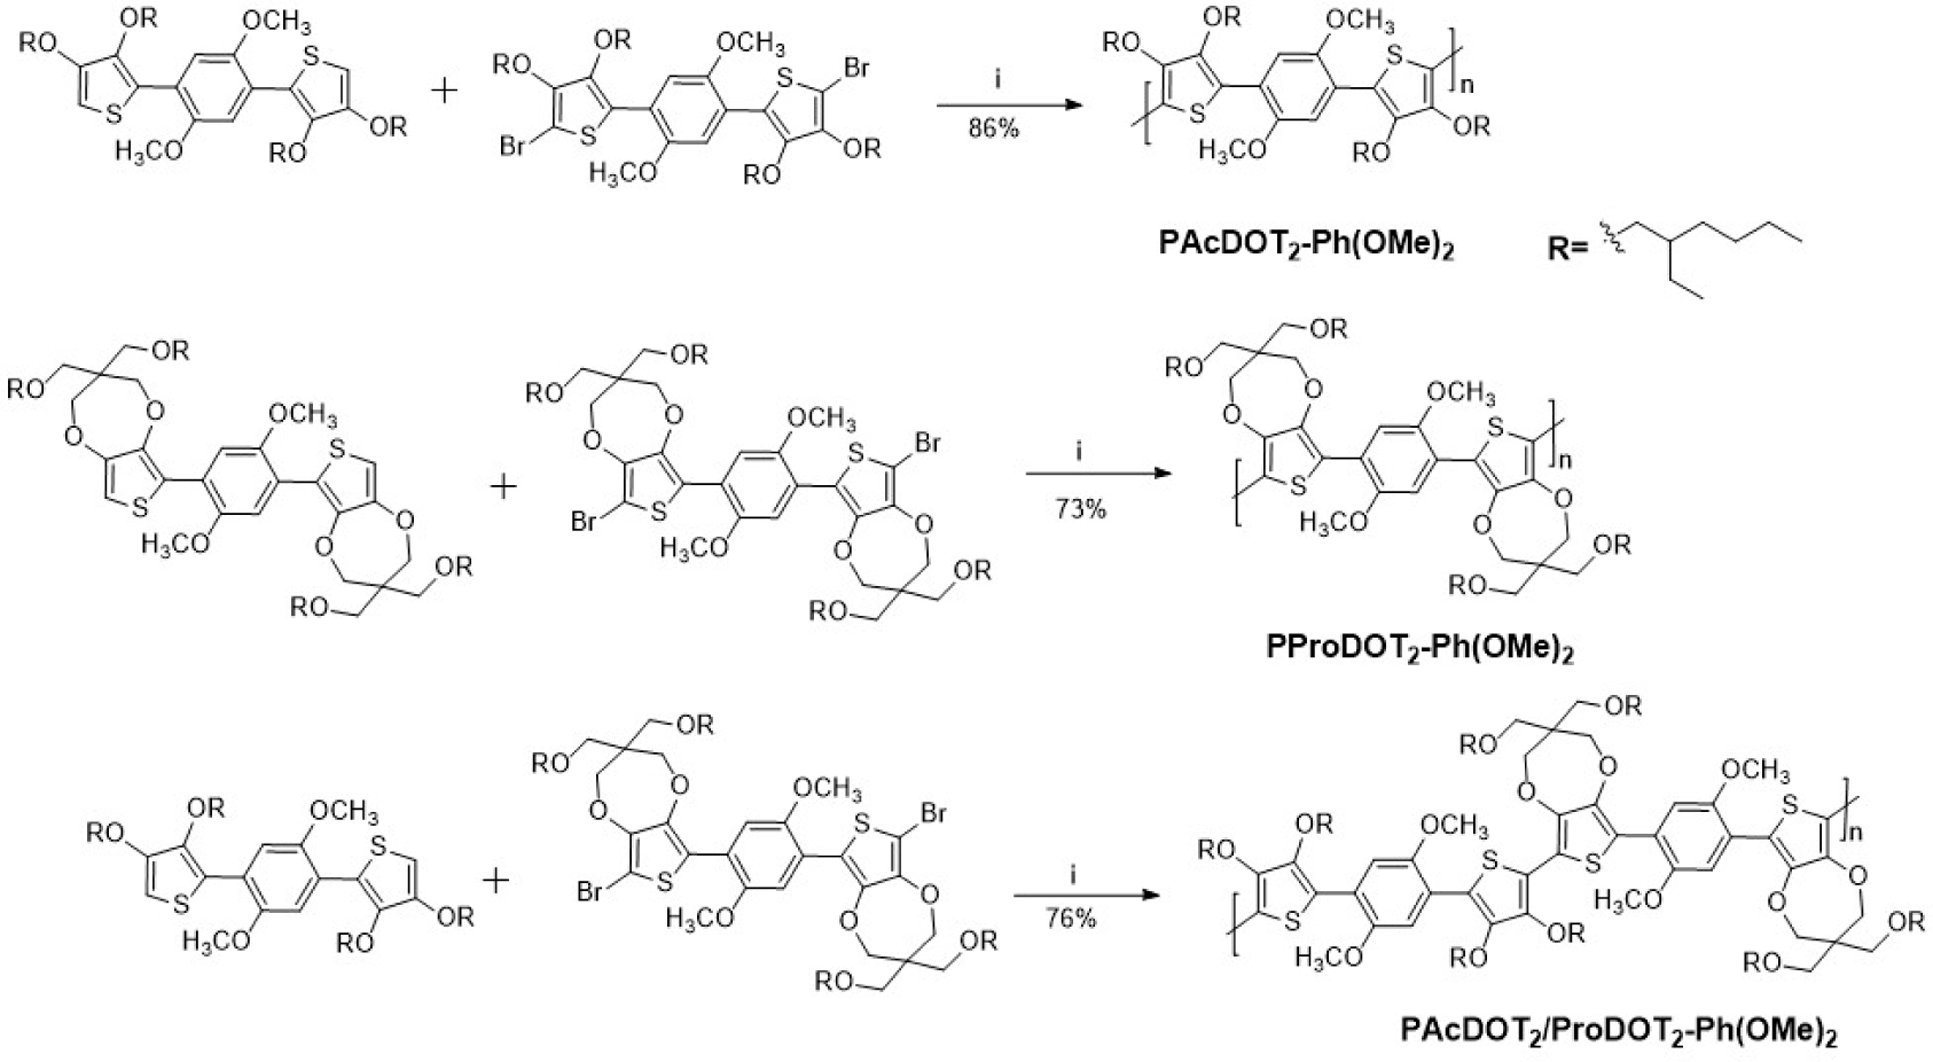 OR
RO
OCH3
S
S
H3CO
RO
OR
+
OR
RO
OCH3
Br
S
S
Br
H3CO
RO
OR
i
86%
OR
RO
OCH3
S
S
n
H3CO
RO
OR
PAcDOT2-Ph(OMe)2
R=
OR
RO
O
O
OCH3
S
S
H3CO
O
O
OR
RO
+
OR
RO
O
O
OCH3
Br
S
S
Br
H3CO
O
O
OR
RO
i
73%
OR
RO
O
O
OCH3
S
S
n
H3CO
O
O
OR
RO
PProDOT2-Ph(OMe)2
OR
RO
OCH3
S
S
H3CO
RO
OR
+
OR
RO
O
O
OCH3
Br
S
S
Br
H3CO
O
O
OR
RO
i
76%
OR
RO
O
O
OCH3
S
n
OR
RO
OCH3
S
S
S
H3CO
O
O
H3CO
RO
OR
OR
RO
PAcDOT2/ProDOT2-Ph(OMe)2